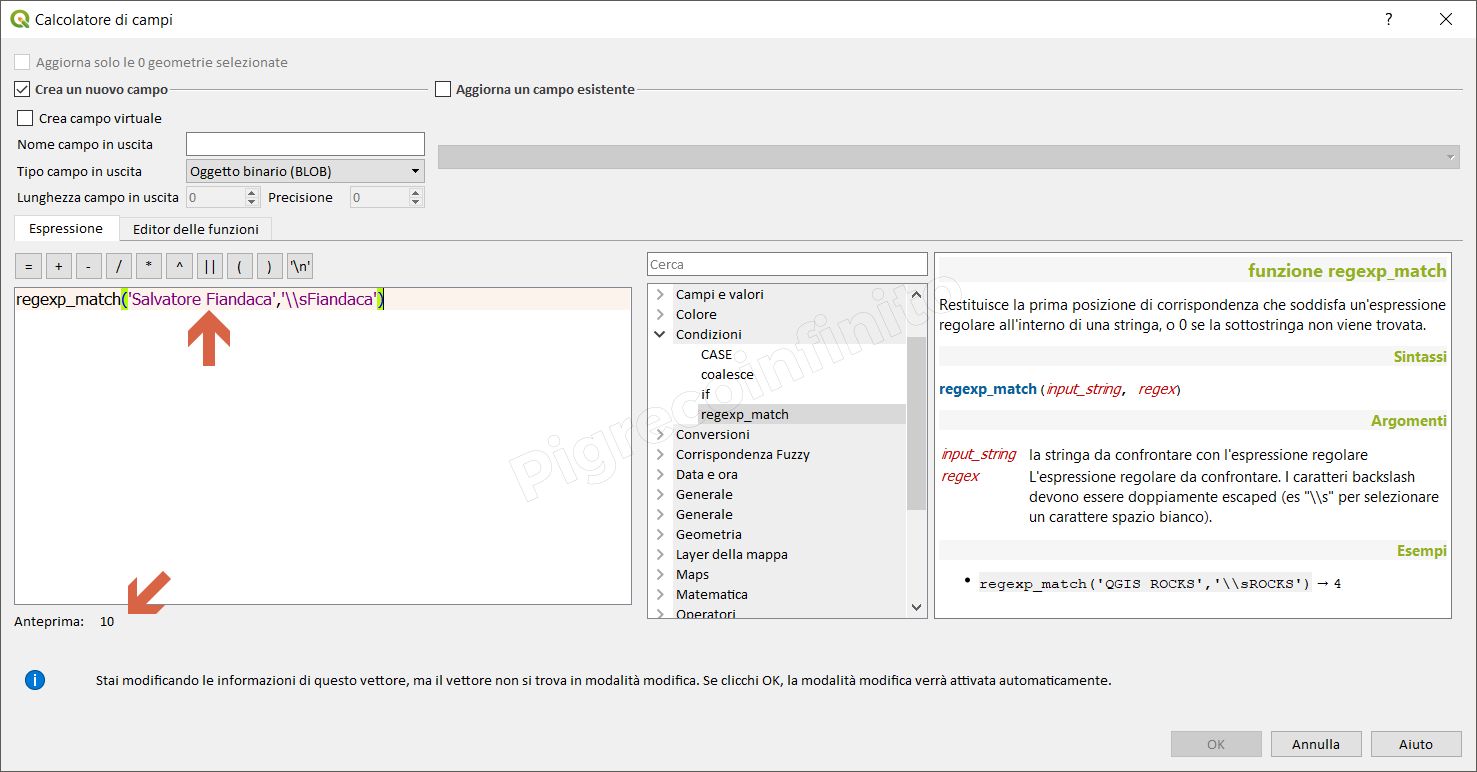 Calcolatore di campi
?
Aggiorna solo le 0 geometrie selezionate
Crea un nuovo campo
Aggiorna un campo esistente
Crea campo virtuale
Nome campo in uscita
Tipo campo in uscita Oggetto binario (BLOB)
Lunghezza campo in uscita 0 Precisione 0
Espressione Editor delle funzioni
= + - / * ^ || ( ) '\n'
regexp_match('Salvatore Fiandaca','\\sFiandaca')
Anteprima: 10
Cerca
Campi e valori
Colore
Condizioni
CASE
coalesce
if
regexp_match
Conversioni
Corrispondenza Fuzzy
Data e ora
Generale
Generale
Geometria
Layer della mappa
Maps
Matematica
Operatori
Pigrecoinfinito
funzione regexp_match
Restituisce la prima posizione di corrispondenza che soddisfa un'espressione
regolare all'interno di una stringa, o 0 se la sottostringa non viene trovata.
Sintassi
regexp_match(input_string, regex)
Argomenti
input_string la stringa da confrontare con l'espressione regolare
regex L'espressione regolare da confrontare. I caratteri backslash
devono essere doppiamente escaped (es "\\s" per selezionare
un carattere spazio bianco).
Esempi
• regexp_match('QGIS ROCKS','\\sROCKS') → 4
Stai modificando le informazioni di questo vettore, ma il vettore non si trova in modalità modifica. Se clicchi OK, la modalità modifica verrà attivata automaticamente.
OK Annulla Aiuto